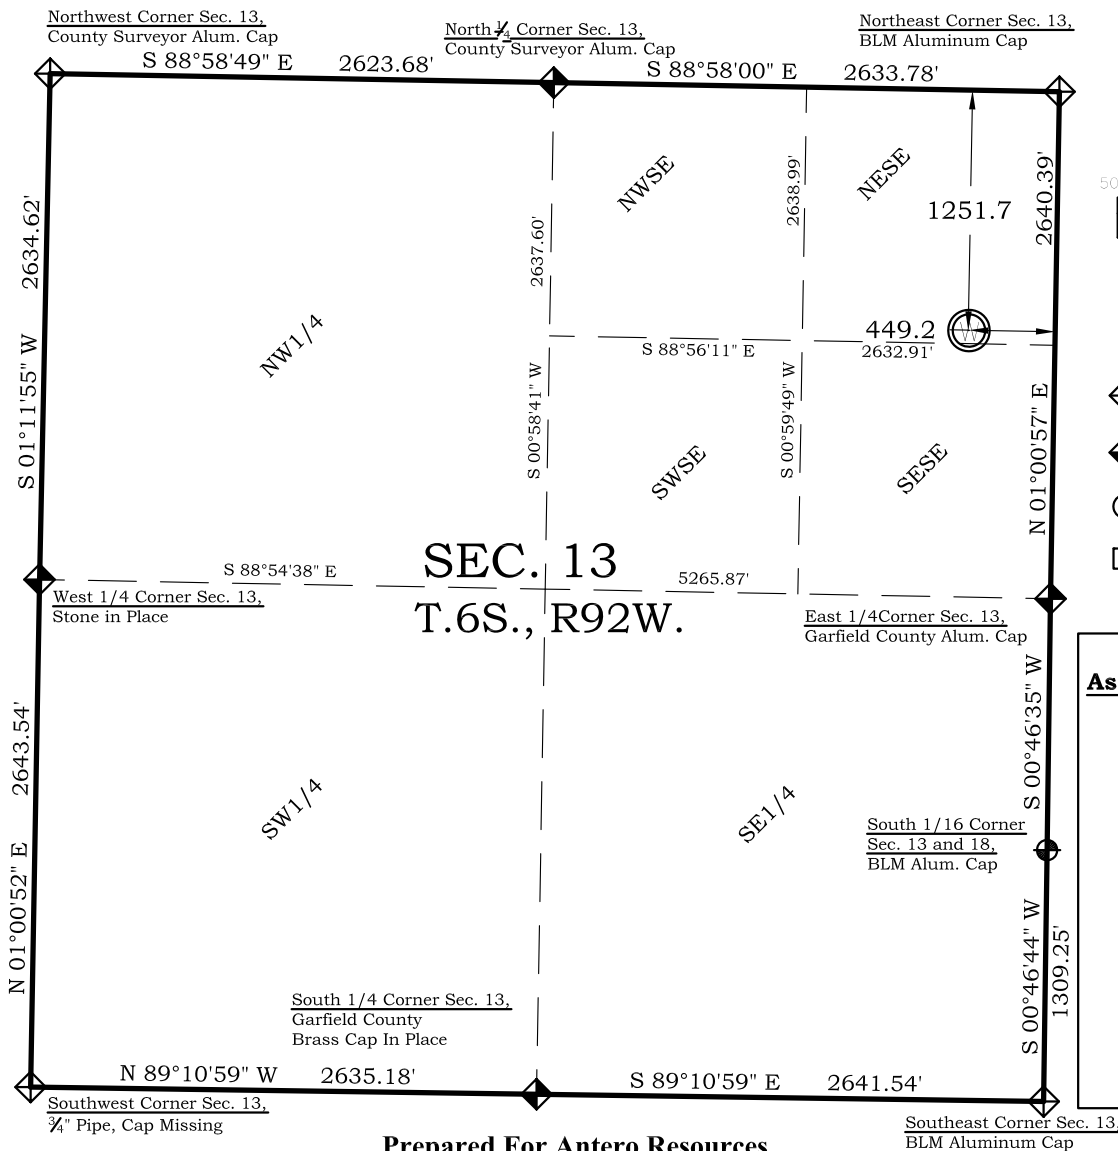 Northwest Corner Sec. 13,
County Surveyor Alum. Cap
North 1/4 Corner Sec. 13,
County Surveyor Alum. Cap
Northeast Corner Sec. 13,
BLM Aluminum Cap
S 88°58'49" E 2623.68'
S 88°58'00" E 2633.78'
NWSE
NESE
2638.99'
2640.39'
50
1251.7
2634.62'
2637.60'
NW1/4
449.2
W
S 88°56'11" E
2632.91'
S 01°11'55" W
S 00°58'41" W
S 00°59'49" W
N 01°00'57" E
SWSE
SESE
SEC. 13
T.6S., R92W.
S 88°54'38" E
5265.87'
West 1/4 Corner Sec. 13,
Stone in Place
East 1/4Corner Sec. 13,
Garfield County Alum. Cap
As
S 00°46'35" W
2643.54'
SW1/4
SE1/4
South 1/16 Corner
Sec. 13 and 18,
BLM Alum. Cap
N 01°00'52" E
S 00°46'44" W
1309.25'
South 1/4 Corner Sec. 13,
Garfield County
Brass Cap In Place
N 89°10'59" W 2635.18'
S 89°10'59" E 2641.54'
Southwest Corner Sec. 13,
3/4" Pipe, Cap Missing
Southeast Corner Sec. 13,
BLM Aluminum Cap
Prepared For Antero Resources